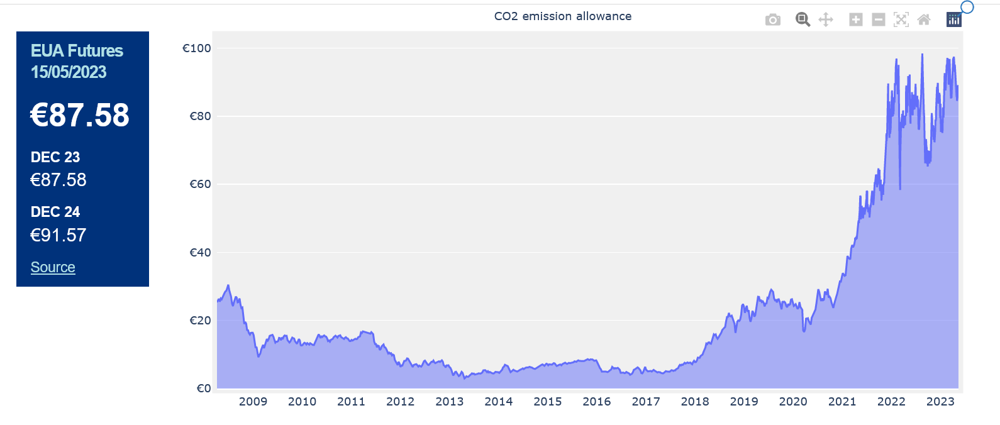 CO2 emission allowance
EUA Futures
15/05/2023
€87.58
DEC 23
€87.58
DEC 24
€91.57
Source
€100
€80
€60
€40
€20
€0
2009 2010 2011 2012 2013 2014 2015 2016 2017 2018 2019 2020 2021 2022 2023